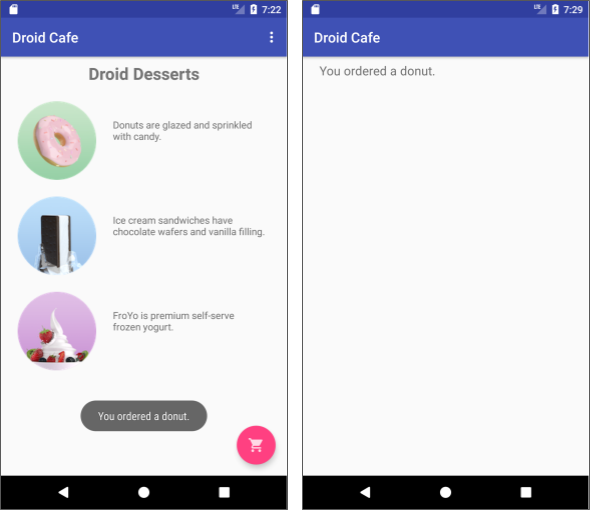 LTE 7:22
Droid Cafe
Droid Desserts
Donuts are glazed and sprinkled
with candy.
Ice cream sandwiches have
chocolate wafers and vanilla filling.
FroYo is premium self-serve
frozen yogurt.
You ordered a donut.
LTE 7:29
Droid Cafe
You ordered a donut.